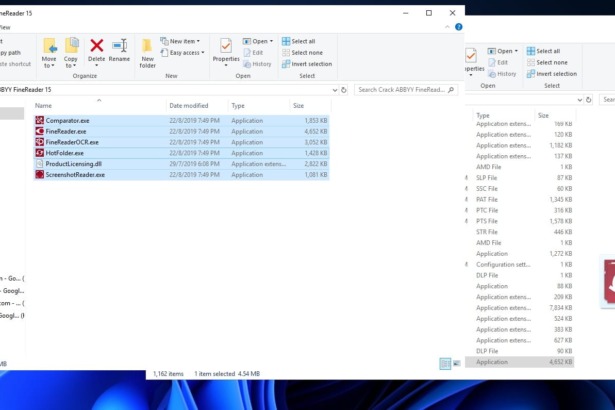 FineReader 15
View
Copy path
Paste shortcut
Move to
Copy to
Delete
Rename
Organize
New folder
New item
Easy access
New
Properties
Open
Edit
History
Open
Select all
Select none
Invert selection
Select
ABBYY FineReader 15
Search Crack ABBYY FineRead...
Name Date modified Type Size
Comparator.exe 22/8/2019 7:49 PM Application 1,853 KB
FineReader.exe 22/8/2019 7:49 PM Application 4,652 KB
FineReaderOCR.exe 22/8/2019 7:49 PM Application 3,052 KB
HotFolder.exe 22/8/2019 7:49 PM Application 1,428 KB
ProductLicensing.dll 29/7/2019 6:08 PM Application extens... 2,822 KB
ScreenshotReader.exe 22/8/2019 7:49 PM Application 1,081 KB
n - Go... (
- Googl...
com - ... (
Googl... (H
MB
1,162 items 1 item selected 4.54 MB
Properties
Open
Edit
History
Open
Select all
Select none
Invert selection
Select
Sear
Type Size
Application extens... 169 KB
Application extens... 120 KB
Application extens... 1,182 KB
Application extens... 137 KB
AMD File 1 KB
SLP File 87 KB
SSC File 60 KB
PAT File 1,345 KB
PTC File 316 KB
PTS File 1,578 KB
STR File 446 KB
AMD File 1 KB
Application 1,272 KB
Configuration sett... 1 KB
DLP File 1 KB
Application 88 KB
Application extens... 209 KB
Application extens... 7,834 KB
Application extens... 524 KB
Application extens... 383 KB
Application extens... 627 KB
DLP File 90 KB
Application 4,652 KB